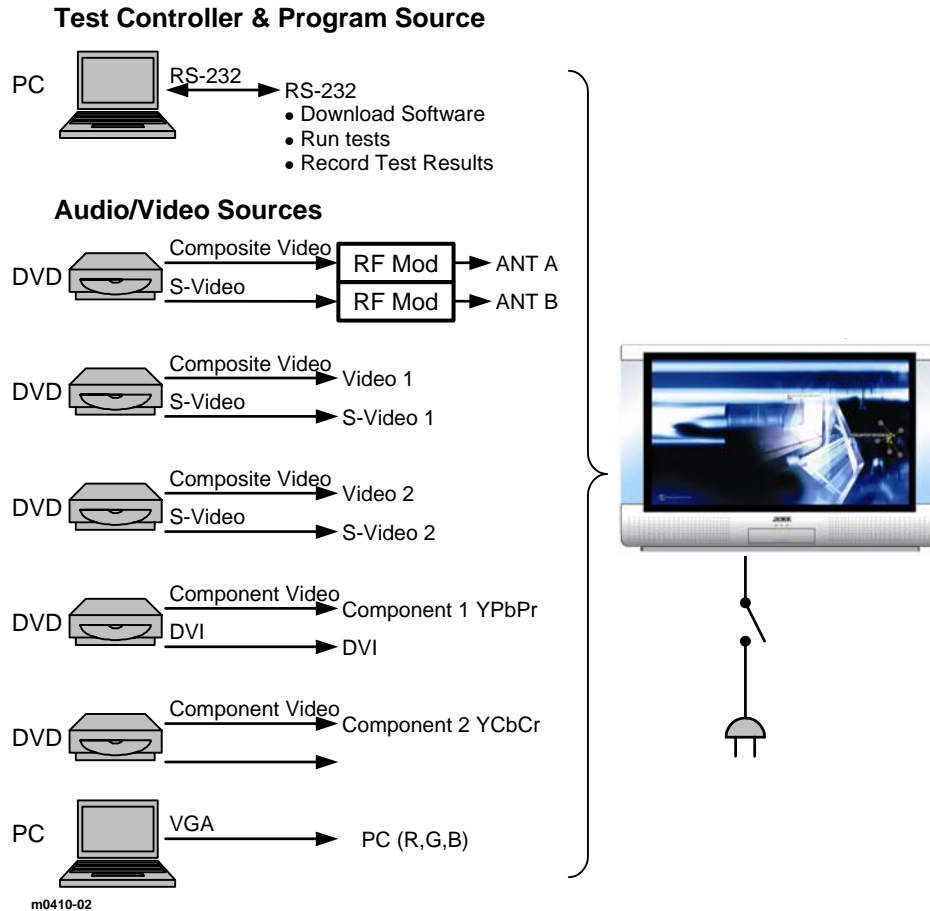 Test Controller & Program Source
PC
RS-232
RS-232
• Download Software
• Run tests
• Record Test Results
Audio/Video Sources
DVD
Composite Video
RF Mod
ANT A
S-Video
RF Mod
ANT B
DVD
Composite Video
Video 1
S-Video
S-Video 1
DVD
Composite Video
Video 2
S-Video
S-Video 2
DVD
Component Video
Component 1 YPbPr
DVI
DVI
DVD
Component Video
Component 2 YCbCr
PC
VGA
PC (R,G,B)
m0410-02